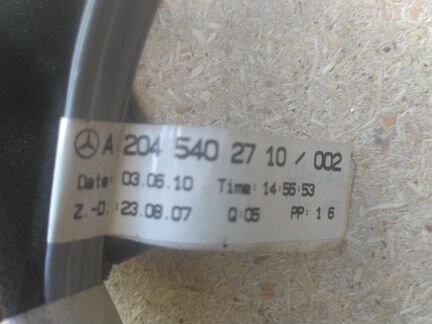 A 204 540 27 10 / 002
Date: 03.06.10 Time: 14:56:53
Z.-D.: 23.08.07 Q:05 PP: 16